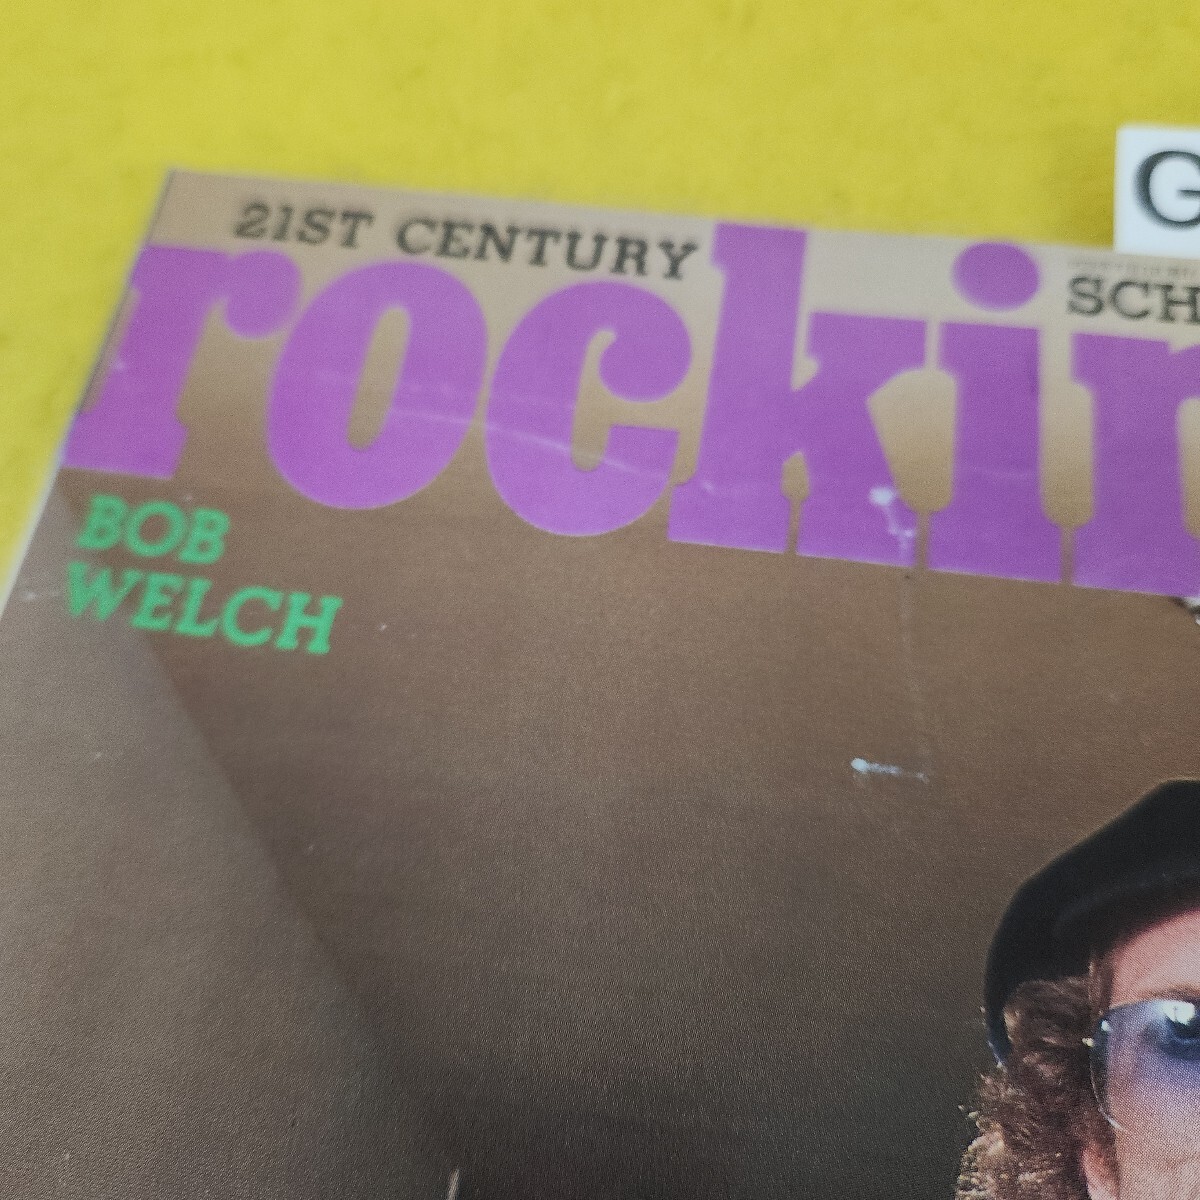 G
21ST CENTURY
SCH
rockin
BOB
WELCH